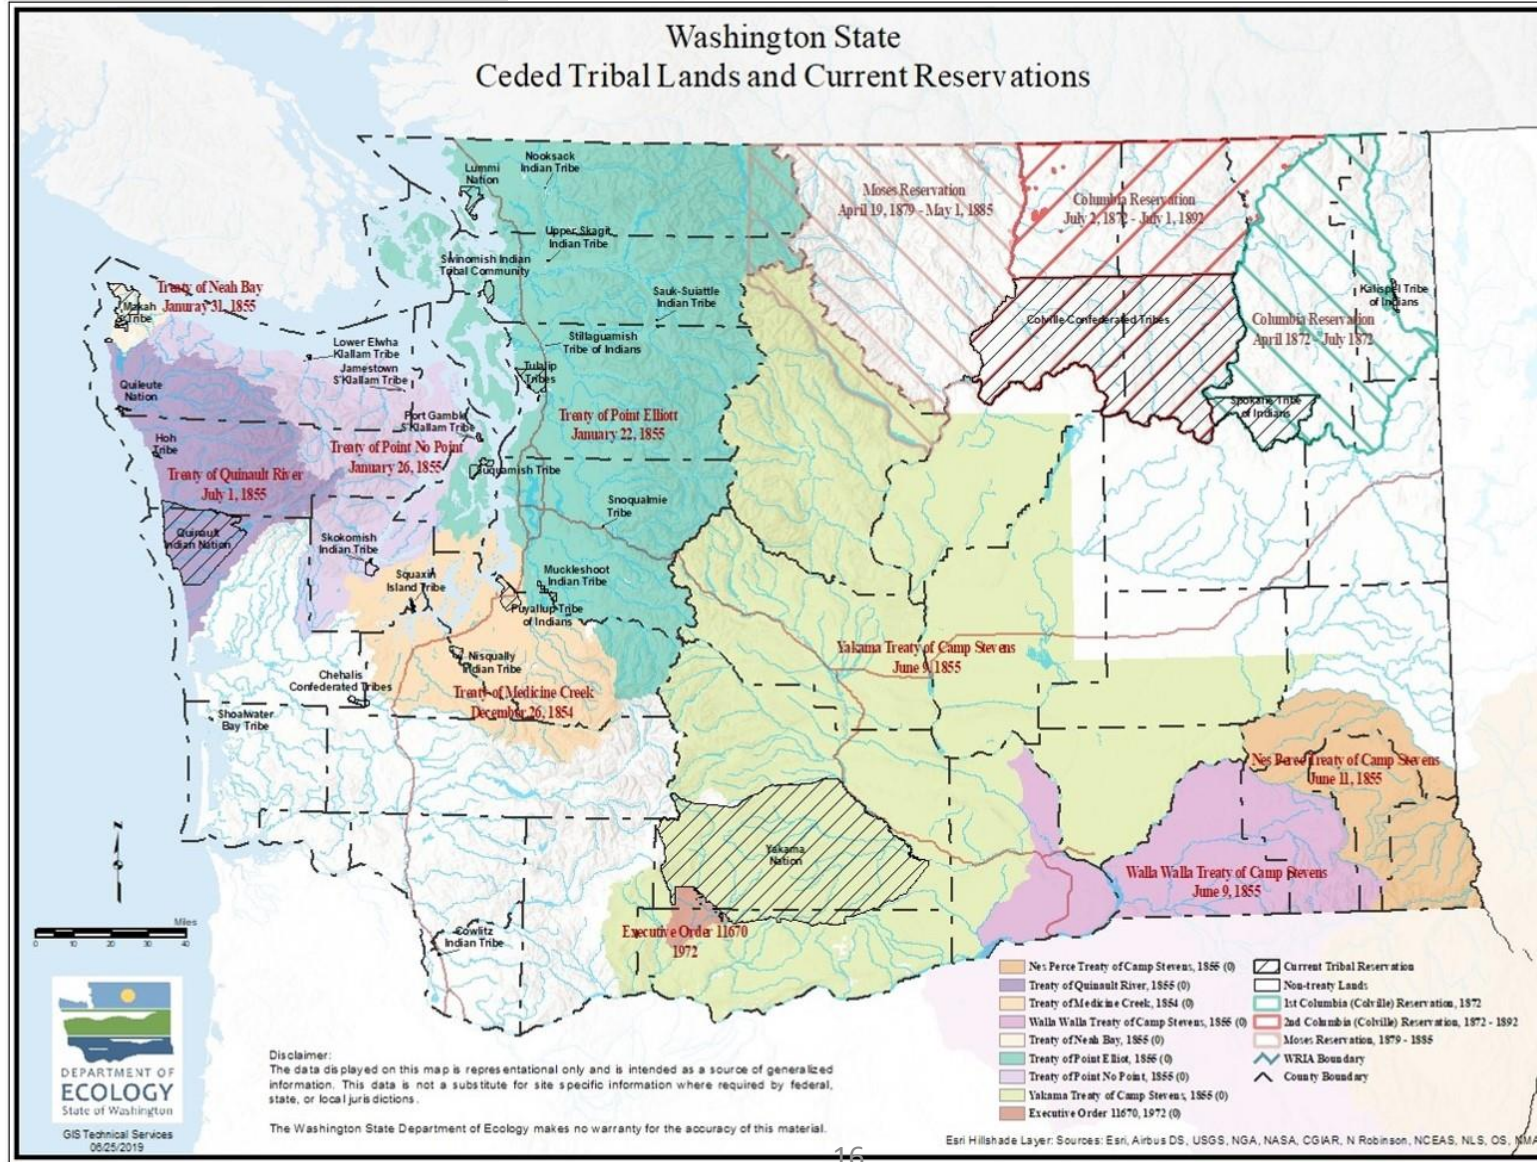 Washington State
Ceded Tribal Lands and Current Reservations
Nooksack
Indian Tribe
Lummi
Nation
Moses Reservation
April 19, 1879 - May 1, 1885
Columbia Reservation
July 2, 1872 - July 1, 1892
Upper Skagit
Indian Tribe
Swinomish Indian
Tribal Community
Treaty of Neah Bay
Januray 31, 1855
Makah
Tribe
Sauk-Suiattle
Indian Tribe
Kalispel Tribe
of Indians
Colville Confederated Tribes
Columbia Reservation
April 1872 - July 1872
Lower Elwha
Klallam Tribe
Jamestown
S'Klallam Tribe
Stillaguamish
Tribe of Indians
Tulalip
Tribes
Quileute
Nation
Spokane Tribe
of Indians
Port Gamble
S'Klallam Tribe
Treaty of Point Elliott
January 22, 1855
Hoh
Tribe
Treaty of Point No Point
January 26, 1855
Treaty of Quinault River
July 1, 1855
Suquamish Tribe
Snoqualmie
Tribe
Quinault
Indian Nation
Skokomish
Indian Tribe
Squaxin
Island Tribe
Muckleshoot
Indian Tribe
Puyallup Tribe
of Indians
Nisqually
Indian Tribe
Yakama Treaty of Camp Stevens
June 9, 1855
Chehalis
Confederated Tribes
Treaty of Medicine Creek
December 26, 1854
Shoalwater
Bay Tribe
Nes Perce Treaty of Camp Stevens
June 11, 1855
Yakama
Nation
Walla Walla Treaty of Camp Stevens
June 9, 1855
Executive Order 11670
1972
Cowlitz
Indian Tribe
N
Miles
0 10 20 30 40
Nes Perce Treaty of Camp Stevens, 1855 (0)
Treaty of Quinault River, 1855 (0)
Treaty of Medicine Creek, 1854 (0)
Walla Walla Treaty of Camp Stevens, 1855 (0)
Treaty of Neah Bay, 1855 (0)
Treaty of Point Elliot, 1855 (0)
Treaty of Point No Point, 1855 (0)
Yakama Treaty of Camp Stevens, 1855 (0)
Executive Order 11670, 1972 (0)
Current Tribal Reservation
Non-treaty Lands
1st Columbia (Colville) Reservation, 1872
2nd Columbia (Colville) Reservation, 1872 - 1892
Moses Reservation, 1879 - 1885
WRIA Boundary
County Boundary
DEPARTMENT OF
ECOLOGY
State of Washington
GIS Technical Services
06/25/2019
Disclaimer:
The data displayed on this map is representational only and is intended as a source of generalized
information. This data is not a substitute for site specific information where required by federal,
state, or local jurisdictions.
The Washington State Department of Ecology makes no warranty for the accuracy of this material.
16
Esri Hillshade Layer: Sources: Esri, Airbus DS, USGS, NGA, NASA, CGIAR, N Robinson, NCEAS, NLS, OS, NMA